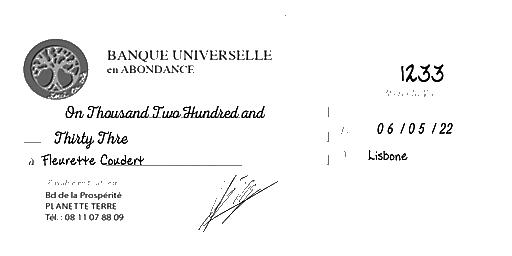 BANQUE UNIVERSELLE
en ABONDANCE
1233
On Thousand Two Hundred and
Thirty Thre
06/05/22
à Fleurette Coudert
Lisbone
Bd de la Prospérité
PLANETTE TERRE
Tél. : 08 11 07 88 09